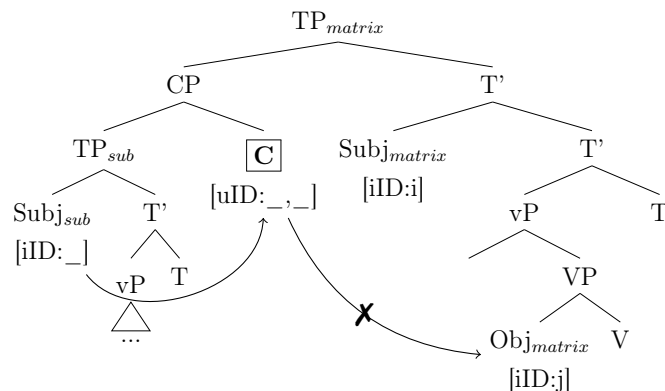 TP_matrix
CP T'
TP_sub C Subj_matrix T'
[uID:_,_] [iID:i]
Subj_sub T' vP T
[iID:_]
vP T VP
✗
... Obj_matrix V
[iID:j]